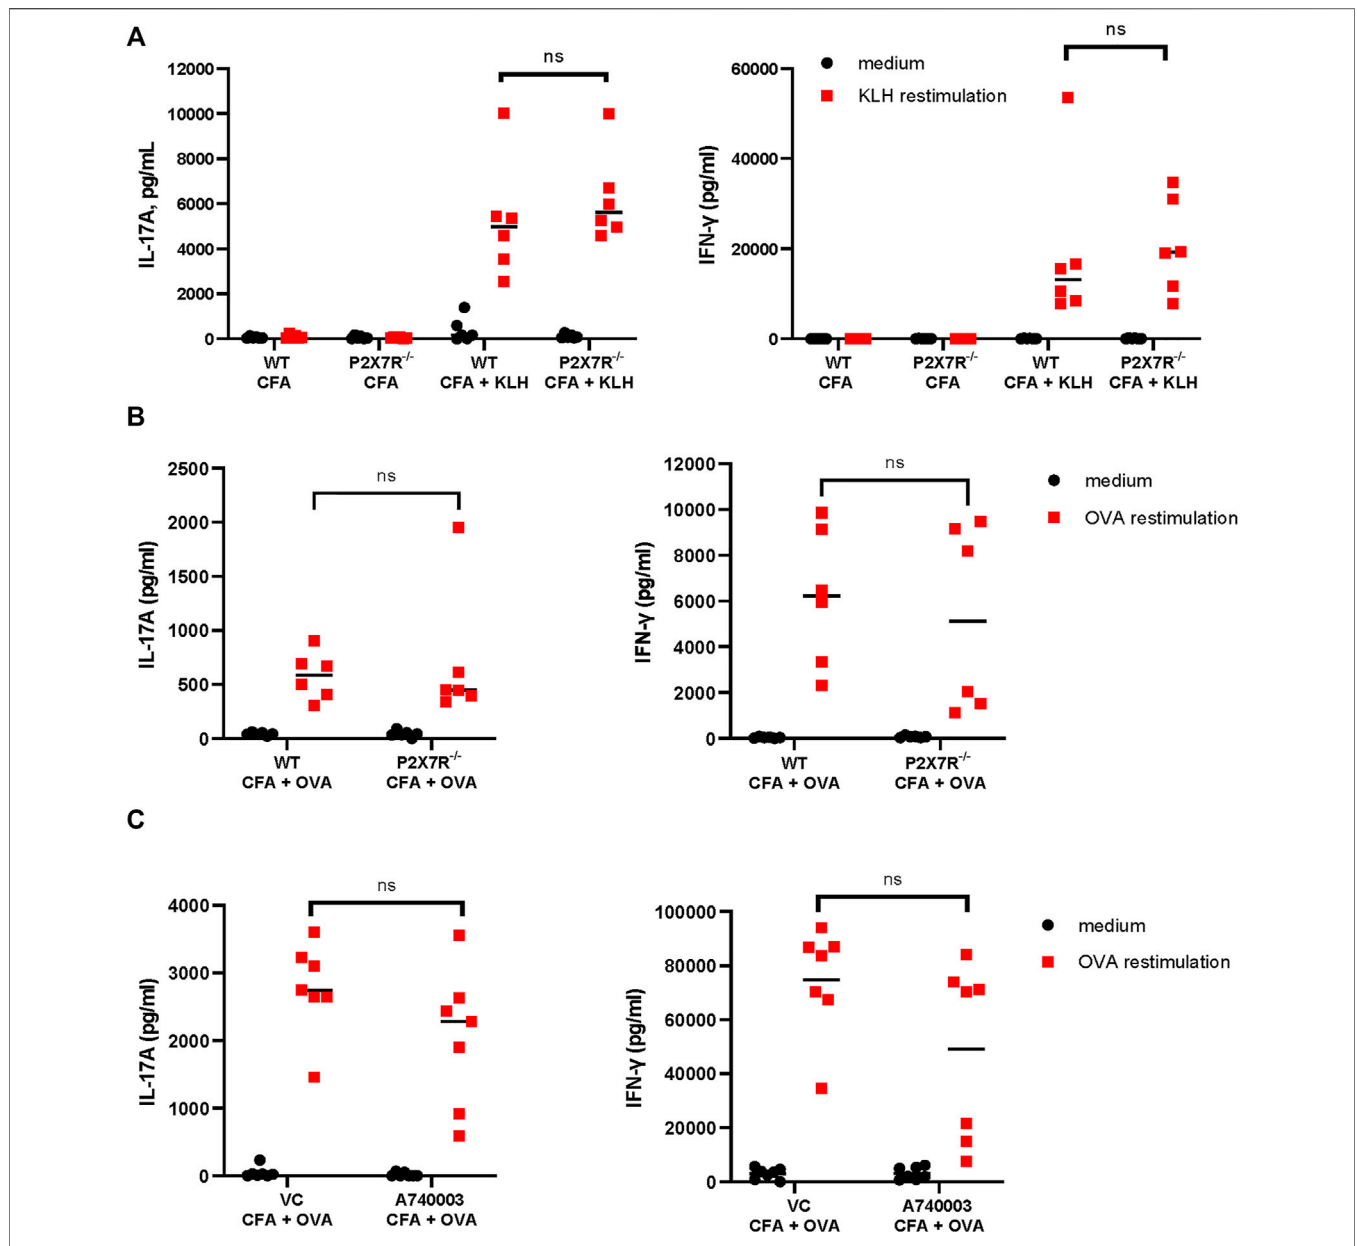 A
IL-17A, pg/mL
12000
10000
8000
6000
4000
2000
0
ns
WT
CFA
P2X7R-/-
CFA
WT
CFA + KLH
P2X7R-/-
CFA + KLH
IFN-γ (pg/ml)
60000
40000
20000
0
medium
KLH restimulation
ns
WT
CFA
P2X7R-/-
CFA
WT
CFA + KLH
P2X7R-/-
CFA + KLH
B
IL-17A (pg/ml)
2500
2000
1500
1000
500
0
ns
WT
CFA + OVA
P2X7R-/-
CFA + OVA
IFN-γ (pg/ml)
12000
10000
8000
6000
4000
2000
0
ns
WT
CFA + OVA
P2X7R-/-
CFA + OVA
medium
OVA restimulation
C
IL-17A (pg/ml)
4000
3000
2000
1000
0
ns
VC
CFA + OVA
A740003
CFA + OVA
IFN-γ (pg/ml)
100000
80000
60000
40000
20000
0
ns
VC
CFA + OVA
A740003
CFA + OVA
medium
OVA restimulation